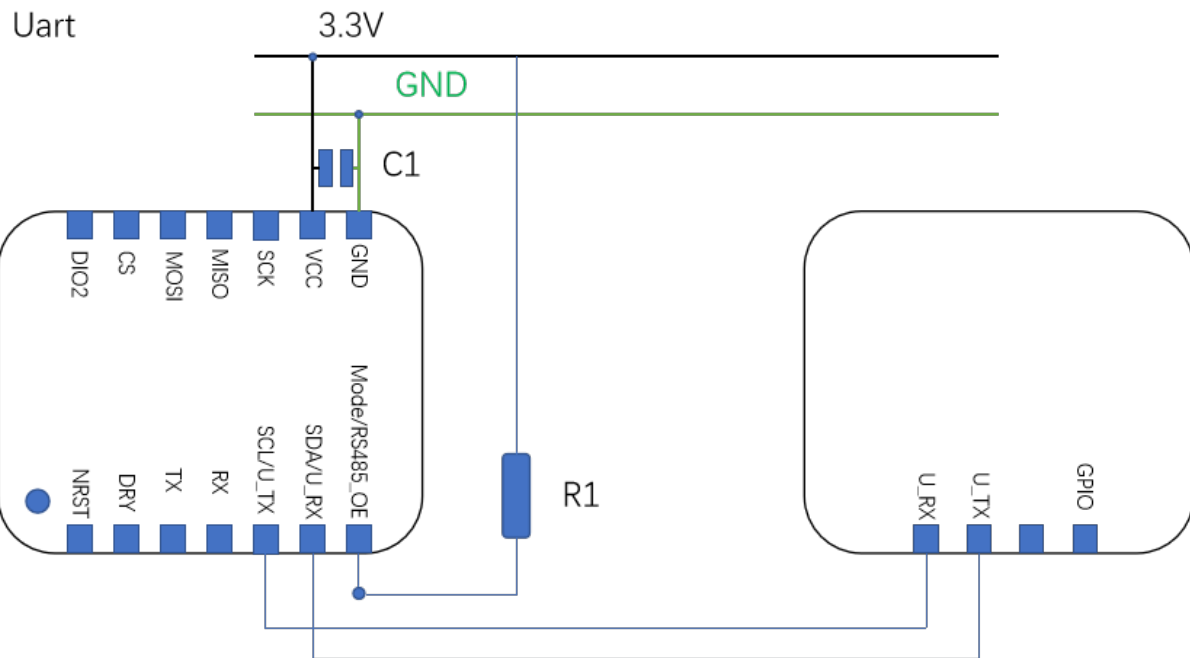 Uart
3.3V
GND
C1
DIO2
CS
MOSI
MISO
SCK
VCC
GND
NRST
DRY
TX
RX
SCL/U_TX
SDA/U_RX
Mode/RS485_OE
R1
U_RX
U_TX
GPIO